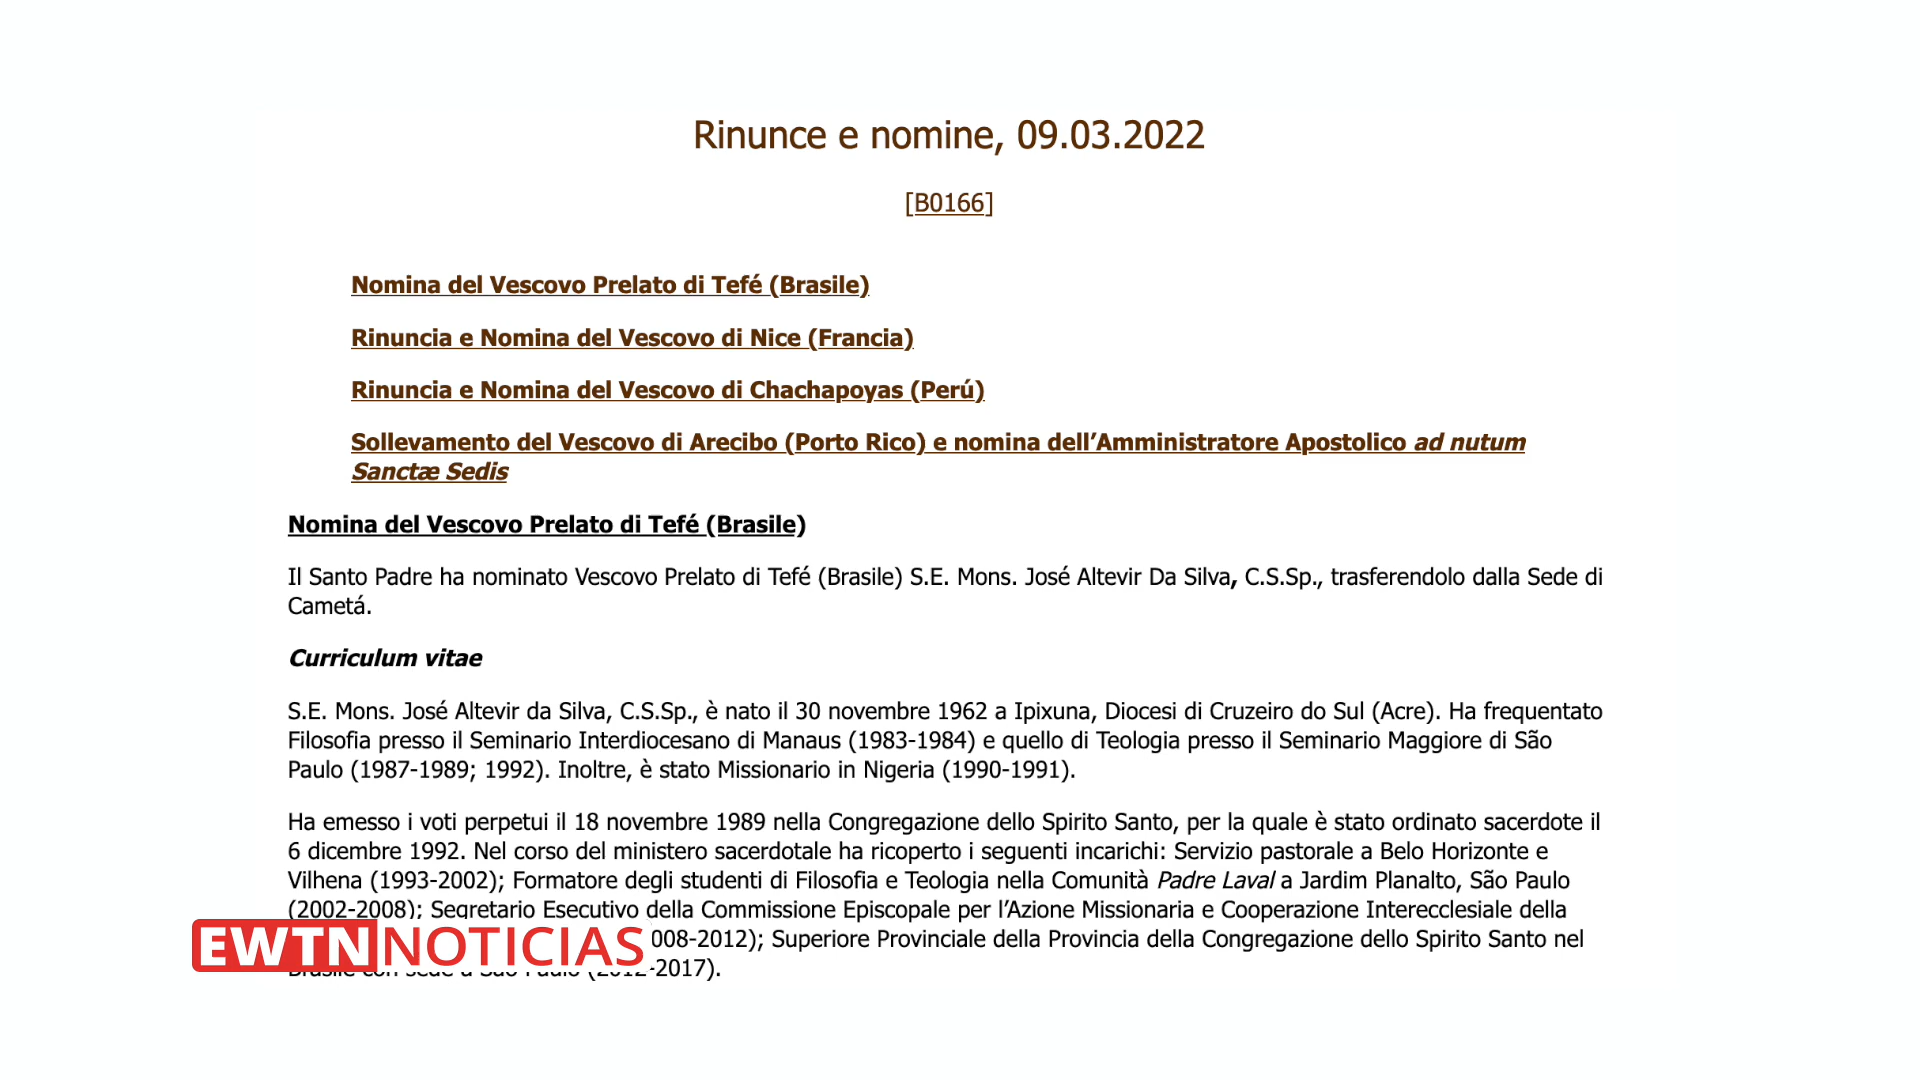 Rinunce e nomine, 09.03.2022
[B0166]
Nomina del Vescovo Prelato di Tefé (Brasile)
Rinuncia e Nomina del Vescovo di Nice (Francia)
Rinuncia e Nomina del Vescovo di Chachapoyas (Perú)
Sollevamento del Vescovo di Arecibo (Porto Rico) e nomina dell’Amministratore Apostolico ad nutum
Sanctæ Sedis
Nomina del Vescovo Prelato di Tefé (Brasile)
Il Santo Padre ha nominato Vescovo Prelato di Tefé (Brasile) S.E. Mons. José Altevir Da Silva, C.S.Sp., trasferendolo dalla Sede di
Cametá.
Curriculum vitae
S.E. Mons. José Altevir da Silva, C.S.Sp., è nato il 30 novembre 1962 a Ipixuna, Diocesi di Cruzeiro do Sul (Acre). Ha frequentato
Filosofia presso il Seminario Interdiocesano di Manaus (1983-1984) e quello di Teologia presso il Seminario Maggiore di São
Paulo (1987-1989; 1992). Inoltre, è stato Missionario in Nigeria (1990-1991).
Ha emesso i voti perpetui il 18 novembre 1989 nella Congregazione dello Spirito Santo, per la quale è stato ordinato sacerdote il
6 dicembre 1992. Nel corso del ministero sacerdotale ha ricoperto i seguenti incarichi: Servizio pastorale a Belo Horizonte e
Vilhena (1993-2002); Formatore degli studenti di Filosofia e Teologia nella Comunità Padre Laval a Jardim Planalto, São Paulo
(2002-2008); Segretario Esecutivo della Commissione Episcopale per l’Azione Missionaria e Cooperazione Interecclesiale della
EWTN NOTICIAS 008-2012); Superiore Provinciale della Provincia della Congregazione dello Spirito Santo nel
Brasile con sede a São Paulo (2012-2017).